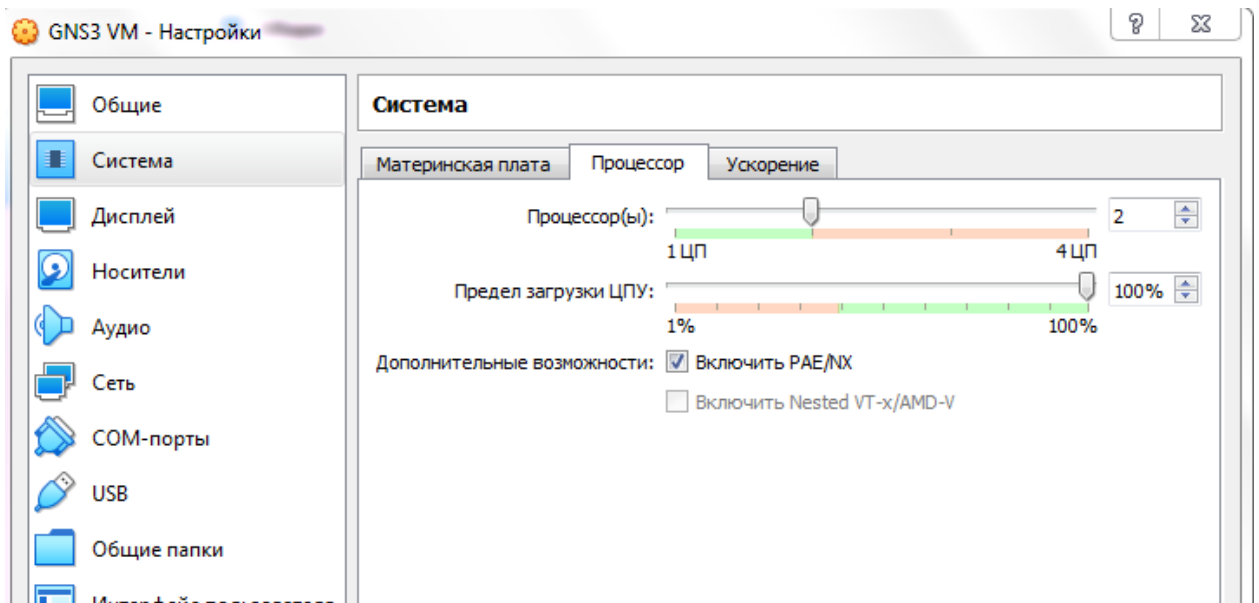 GNS3 VM - Настройки
Общие
Система
Дисплей
Носители
Аудио
Сеть
COM-порты
USB
Общие папки
Интерфейс пользователя
Система
Материнская плата Процессор Ускорение
Процессор(ы): 2
1 ЦП 4 ЦП
Предел загрузки ЦПУ: 100%
1% 100%
Дополнительные возможности: Включить PAE/NX
Включить Nested VT-x/AMD-V